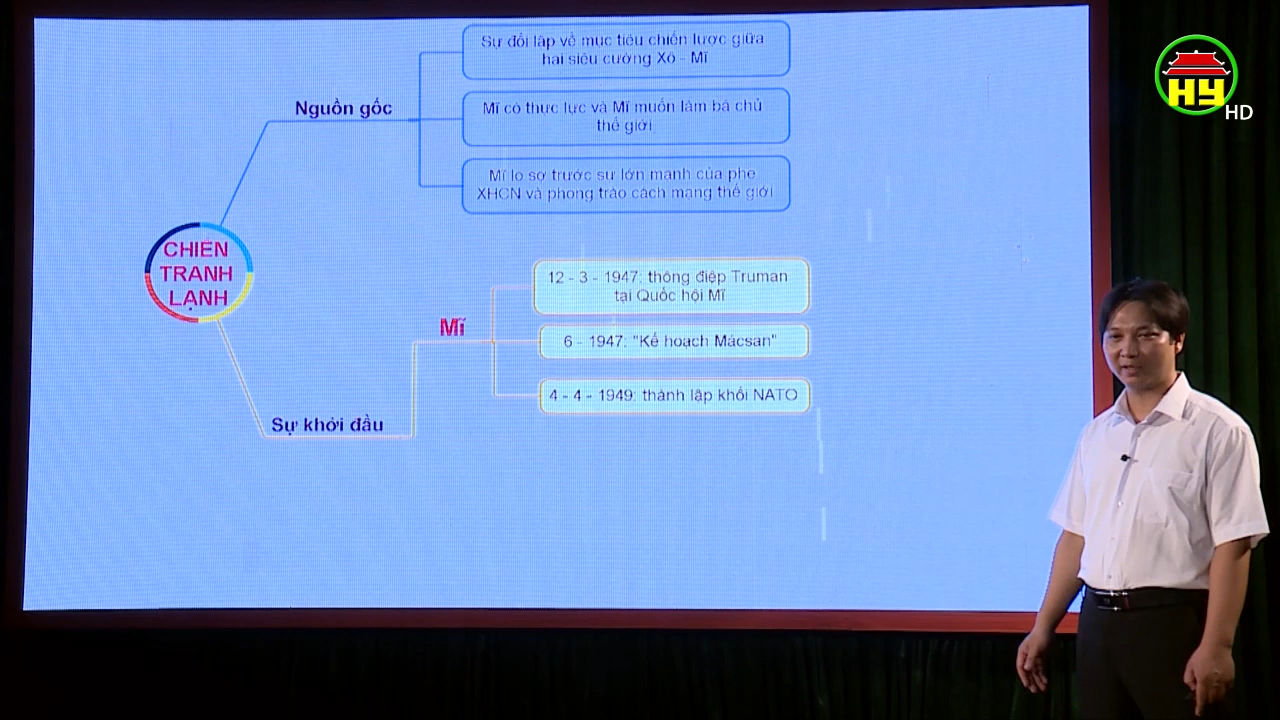 Sự đối lập về mục tiêu chiến lược giữa
hai siêu cường Xô - Mĩ
Nguồn gốc
Mĩ có thực lực và Mĩ muốn làm bá chủ
thế giới
Mĩ lo sợ trước sự lớn mạnh của phe
XHCN và phong trào cách mạng thế giới
CHIẾN
TRANH
LẠNH
12 - 3 - 1947: thông điệp Truman
tại Quốc hội Mĩ
Mĩ
6 - 1947: "Kế hoạch Mácsan"
4 - 4 - 1949: thành lập khối NATO
Sự khởi đầu
HY
HD